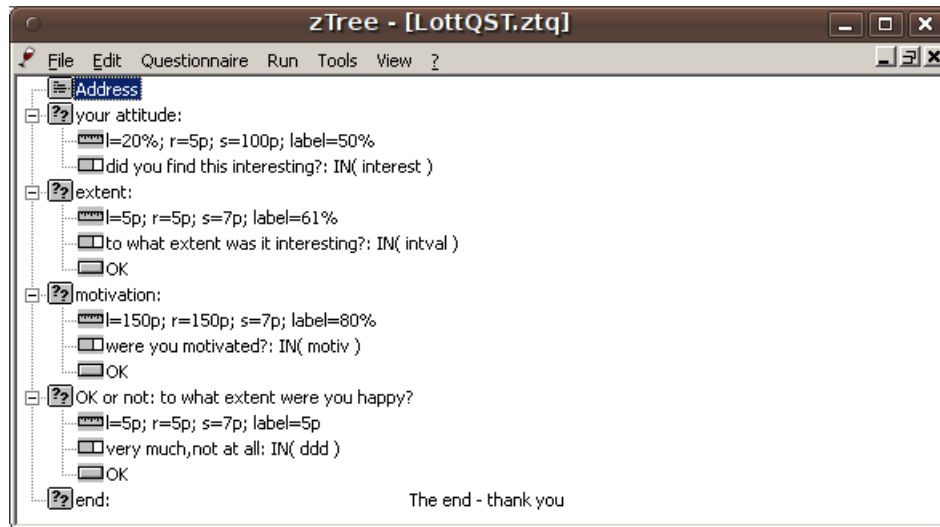 zTree - [LottQST.ztq]
File Edit Questionnaire Run Tools View ?
Address
?? your attitude:
l=20%; r=5p; s=100p; label=50%
did you find this interesting?: IN( interest )
?? extent:
l=5p; r=5p; s=7p; label=61%
to what extent was it interesting?: IN( intval )
OK
?? motivation:
l=150p; r=150p; s=7p; label=80%
were you motivated?: IN( motiv )
OK
?? OK or not: to what extent were you happy?
l=5p; r=5p; s=7p; label=5p
very much,not at all: IN( ddd )
OK
?? end: The end - thank you